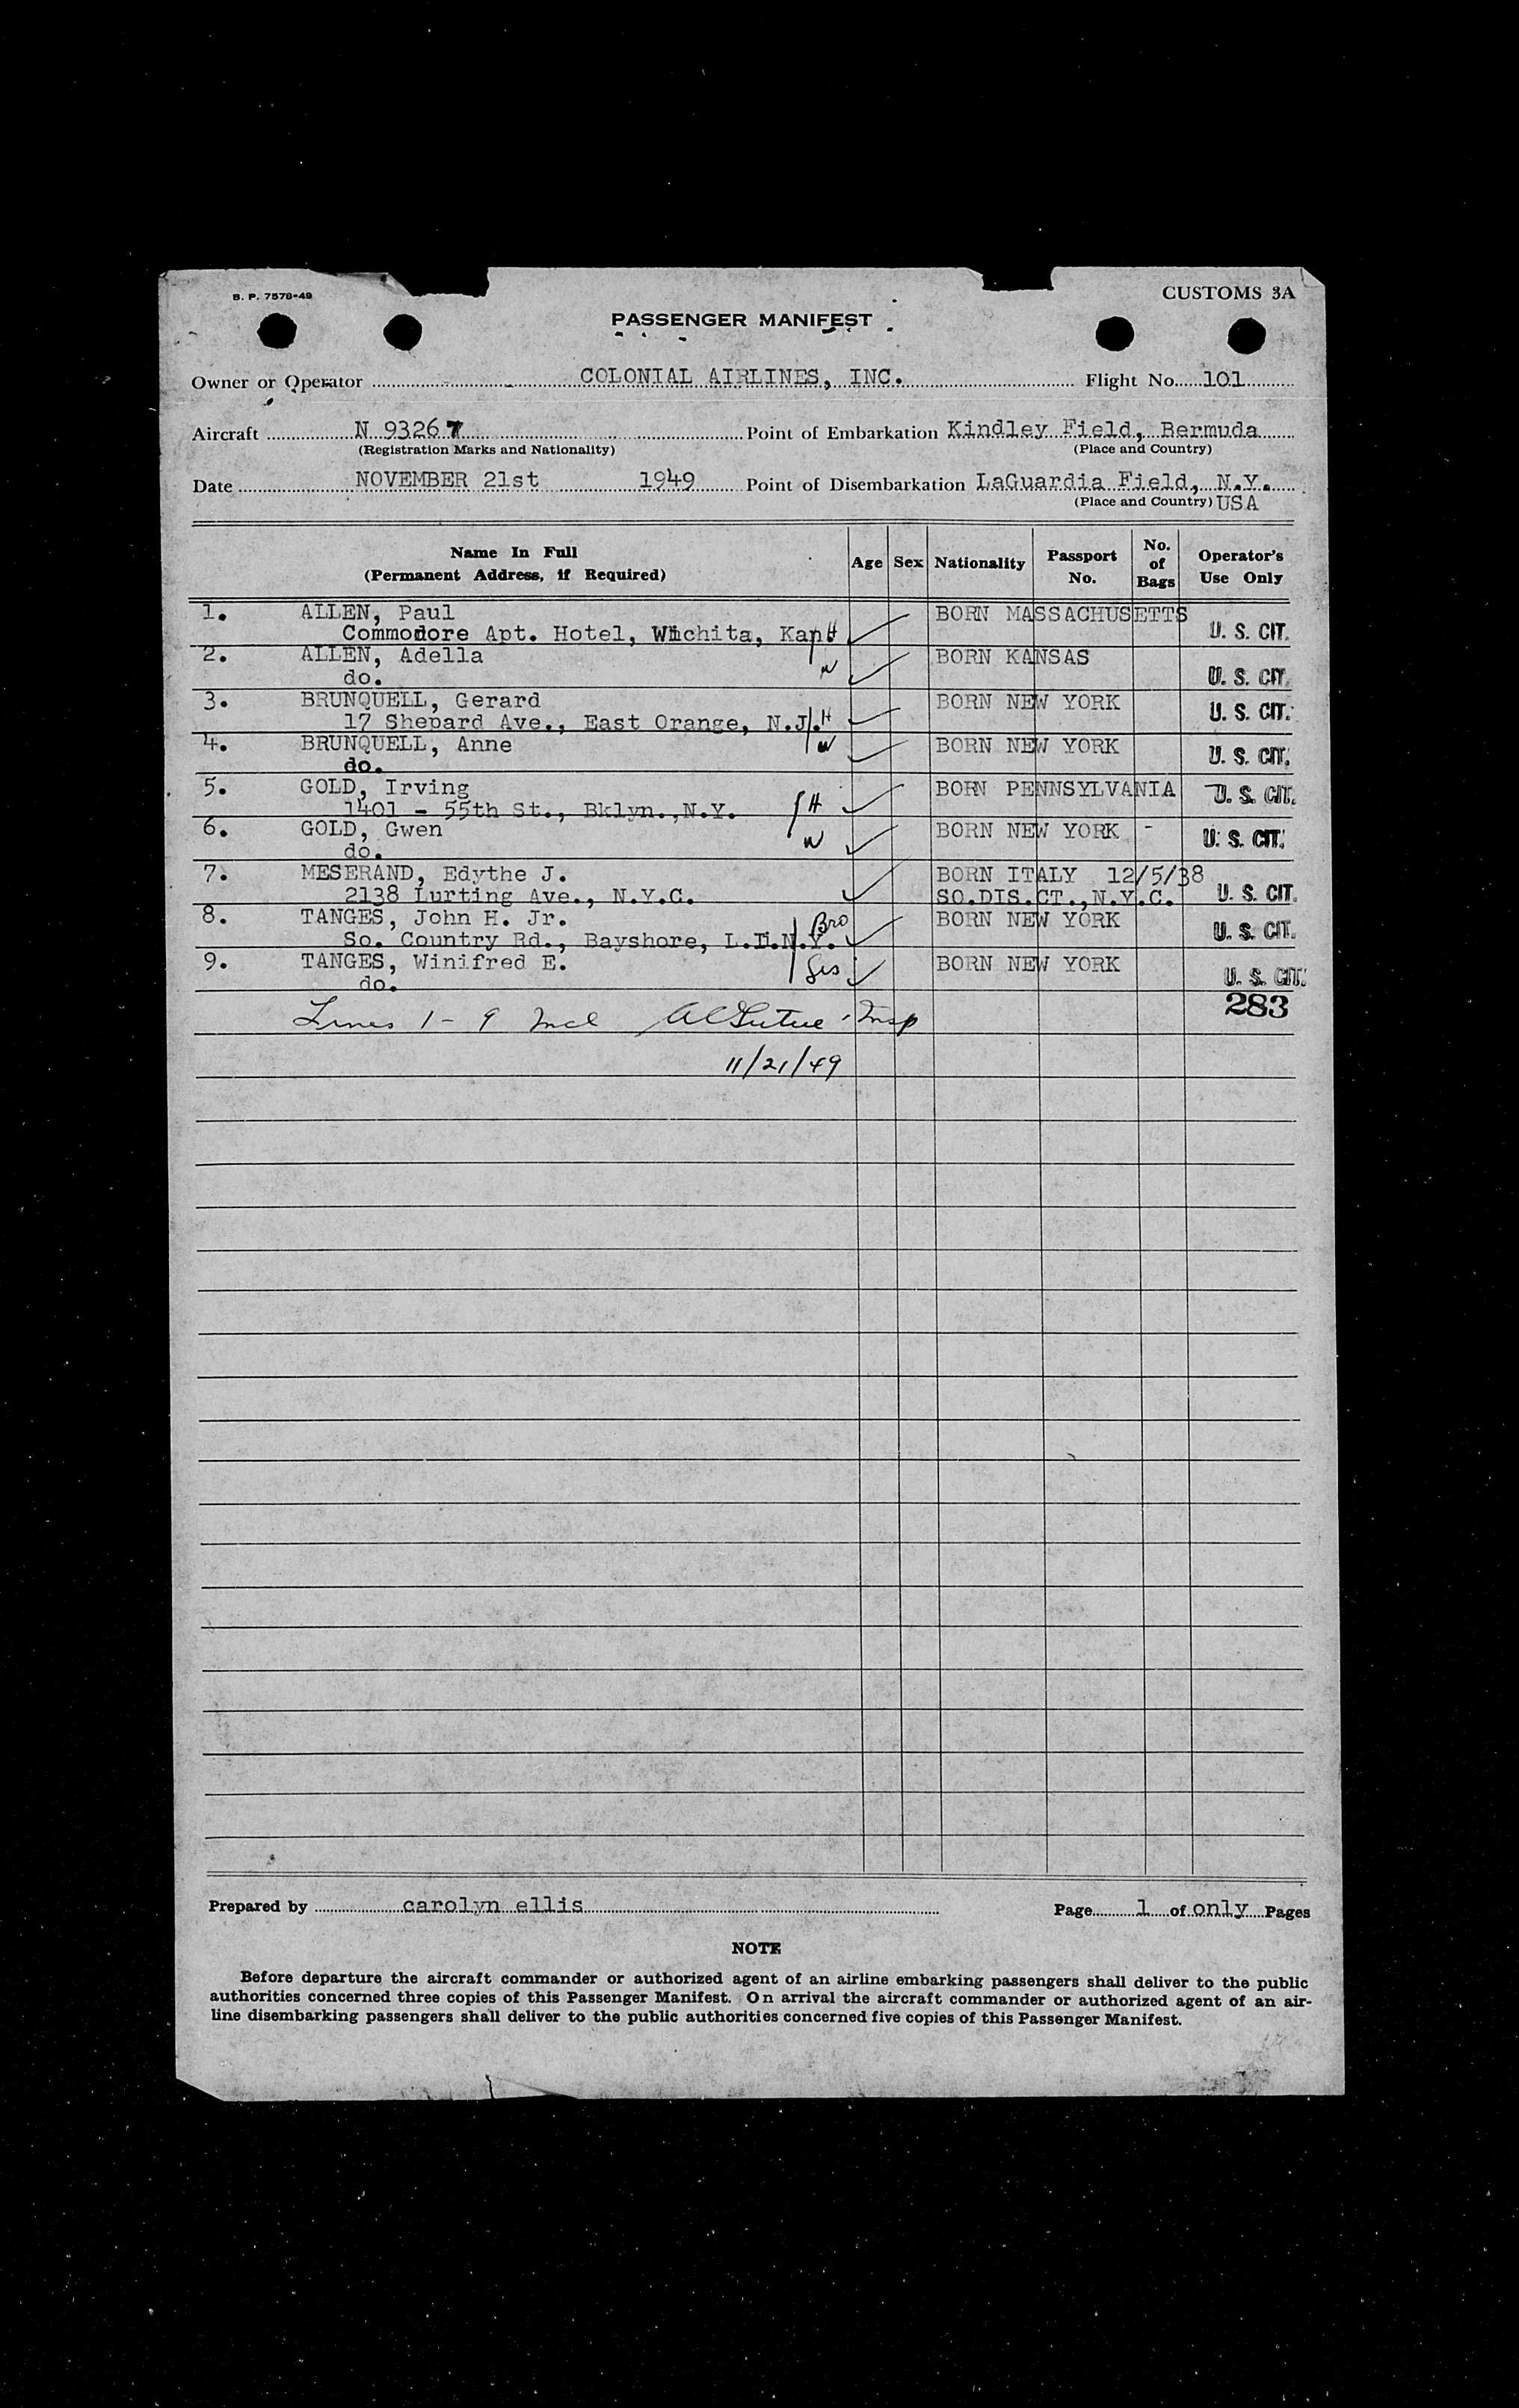 B. P. 7578-49
CUSTOMS 3A
PASSENGER MANIFEST
Owner or Operator COLONIAL AIRLINES, INC. Flight No. 101
Aircraft N 93267 Point of Embarkation Kindley Field, Bermuda
(Registration Marks and Nationality) (Place and Country)
Date NOVEMBER 21st 1949 Point of Disembarkation LaGuardia Field, N.Y.
(Place and Country) USA
Name In Full (Permanent Address, if Required) Age Sex Nationality Passport No. No. of Bags Operator's Use Only
1. ALLEN, Paul BORN MASSACHUSETTS
Commodore Apt. Hotel, Wichita, Kan H U. S. CIT.
2. ALLEN, Adella BORN KANSAS
do. W U. S. CIT.
3. BRUNQUELL, Gerard BORN NEW YORK
17 Shepard Ave., East Orange, N.J. H U. S. CIT.
4. BRUNQUELL, Anne W BORN NEW YORK
do. U. S. CIT.
5. GOLD, Irving BORN PENNSYLVANIA U. S. CIT.
1401 - 55th St., Bklyn.,N.Y. H
6. GOLD, Gwen BORN NEW YORK - U. S. CIT.
do. W
7. MESERAND, Edythe J. BORN ITALY 12/5/38
2138 Lurting Ave., N.Y.C. SO.DIS.CT.,N.Y.C. U. S. CIT.
8. TANGES, John H. Jr. Bro BORN NEW YORK
So. Country Rd., Bayshore, L.I.N.Y. U. S. CIT.
9. TANGES, Winifred E. Sis BORN NEW YORK
do. U. S. CIT.
283
Lines 1 - 9 Incl Insp
11/21/49
Prepared by carolyn ellis Page 1 of only Pages
NOTE
Before departure the aircraft commander or authorized agent of an airline embarking passengers shall deliver to the public
authorities concerned three copies of this Passenger Manifest. On arrival the aircraft commander or authorized agent of an air-
line disembarking passengers shall deliver to the public authorities concerned five copies of this Passenger Manifest.